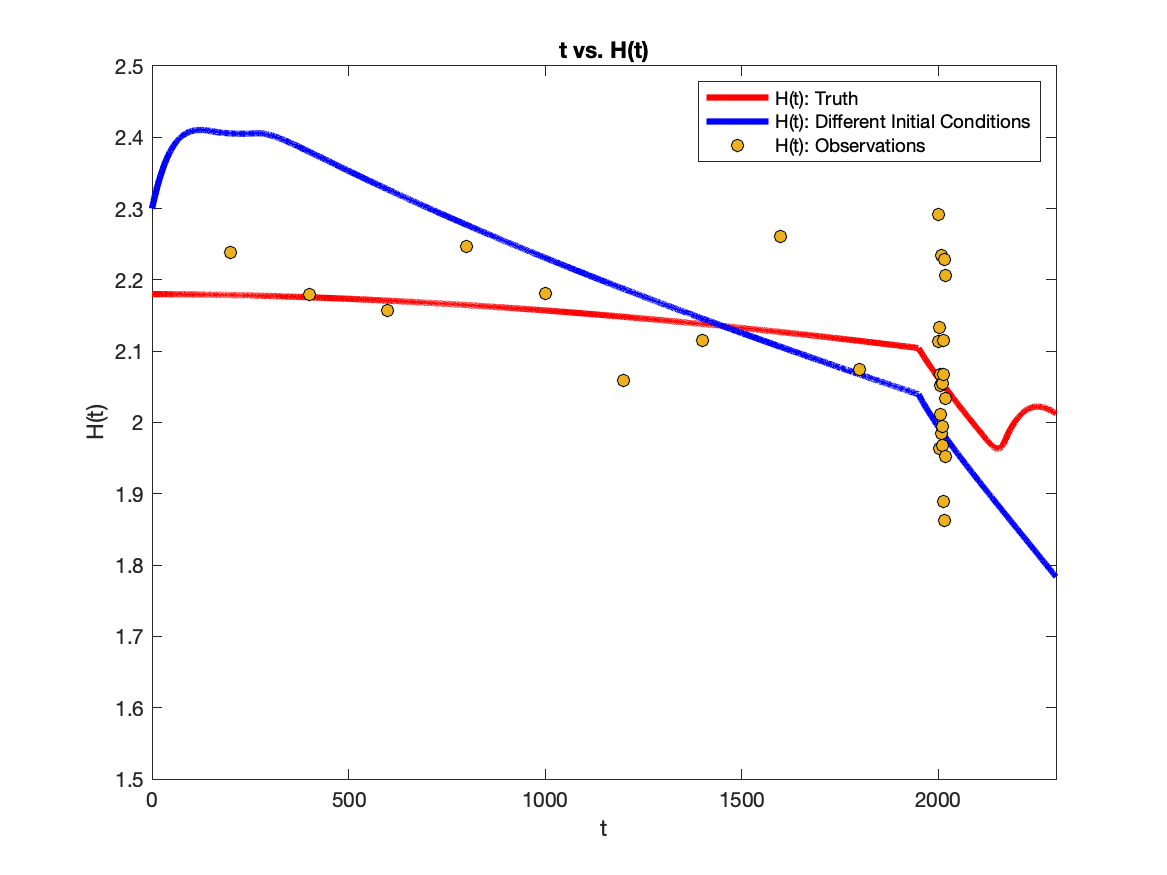 t vs. H(t)
H(t): Truth
H(t): Different Initial Conditions
H(t): Observations
H(t)
2.5
2.4
2.3
2.2
2.1
2
1.9
1.8
1.7
1.6
1.5
0
500
1000
1500
2000
t